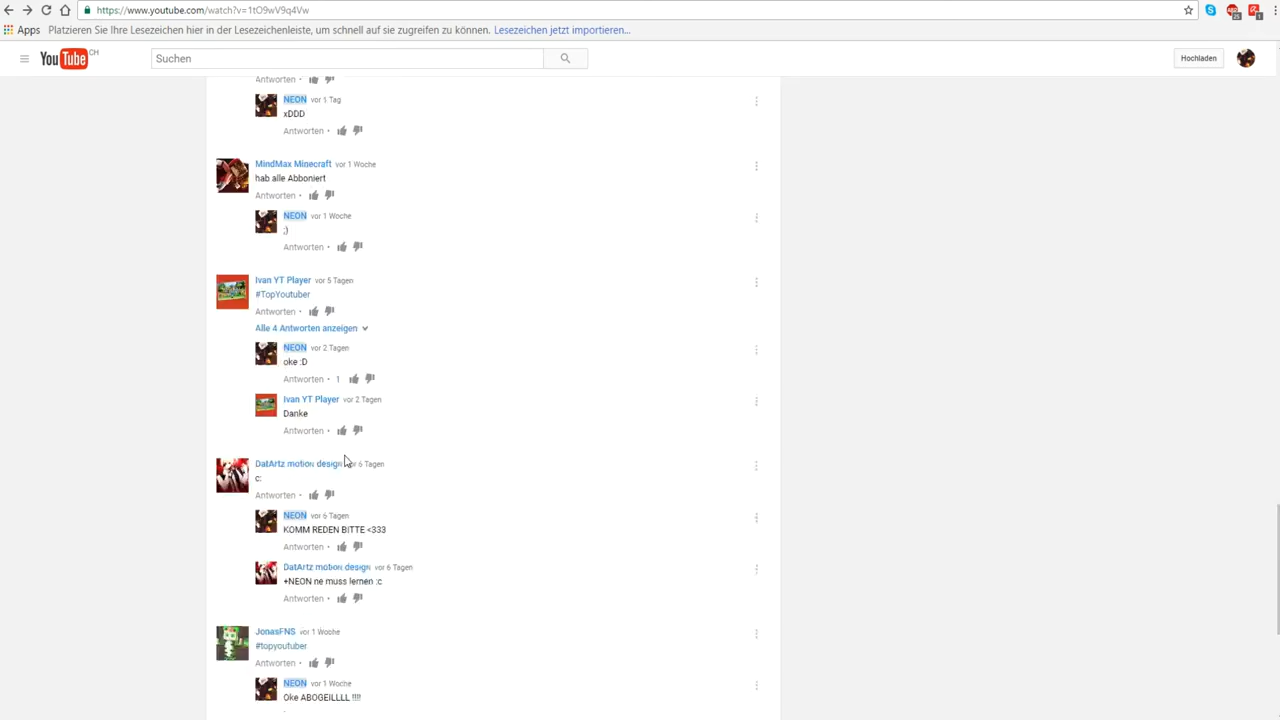 https://www.youtube.com/watch?v=1tO9wV9q4Vw
Apps Platzieren Sie Ihre Lesezeichen hier in der Lesezeichenleiste, um schnell auf sie zugreifen zu können. Lesezeichen jetzt importieren...
YouTube CH Suchen Hochladen
Antworten •
NEON vor 1 Tag
xDDD
Antworten •
MindMax Minecraft vor 1 Woche
hab alle Abboniert
Antworten •
NEON vor 1 Woche
;)
Antworten •
Ivan YT Player vor 5 Tagen
#TopYoutuber
Antworten •
Alle 4 Antworten anzeigen
NEON vor 2 Tagen
oke :D
Antworten • 1
Ivan YT Player vor 2 Tagen
Danke
Antworten •
DatArtz motion design vor 6 Tagen
c:
Antworten •
NEON vor 6 Tagen
KOMM REDEN BITTE <333
Antworten •
DatArtz motion design vor 6 Tagen
+NEON ne muss lernen :c
Antworten •
JonasFNS vor 1 Woche
#topyoutuber
Antworten •
NEON vor 1 Woche
Oke ABOGEILLLL !!!!